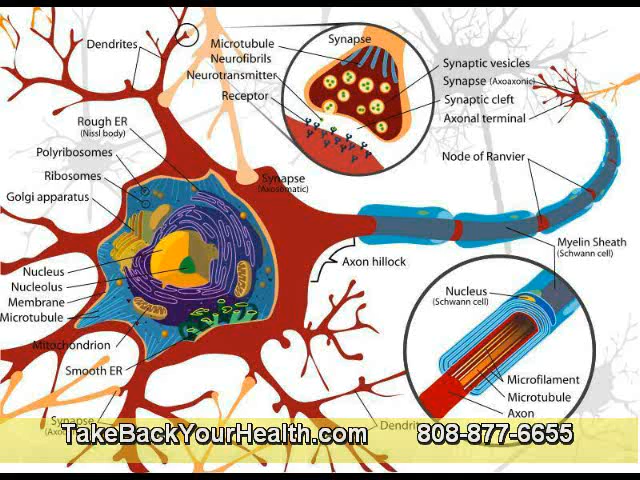 Dendrites
Microtubule
Neurofibrils
Neurotransmitter
Receptor
Synapse
Synaptic vesicles
Synapse (Axoaxonic)
Synaptic cleft
Axonal terminal
Rough ER
(Nissl body)
Polyribosomes
Ribosomes
Golgi apparatus
Synapse
(Axosomatic)
Node of Ranvier
Myelin Sheath
(Schwann cell)
Axon hillock
Nucleus
Nucleolus
Membrane
Microtubule
Mitochondrion
Smooth ER
Nucleus
(Schwann cell)
Microfilament
Microtubule
Axon
Synapse
TakeBackYourHealth.com 808-877-6655